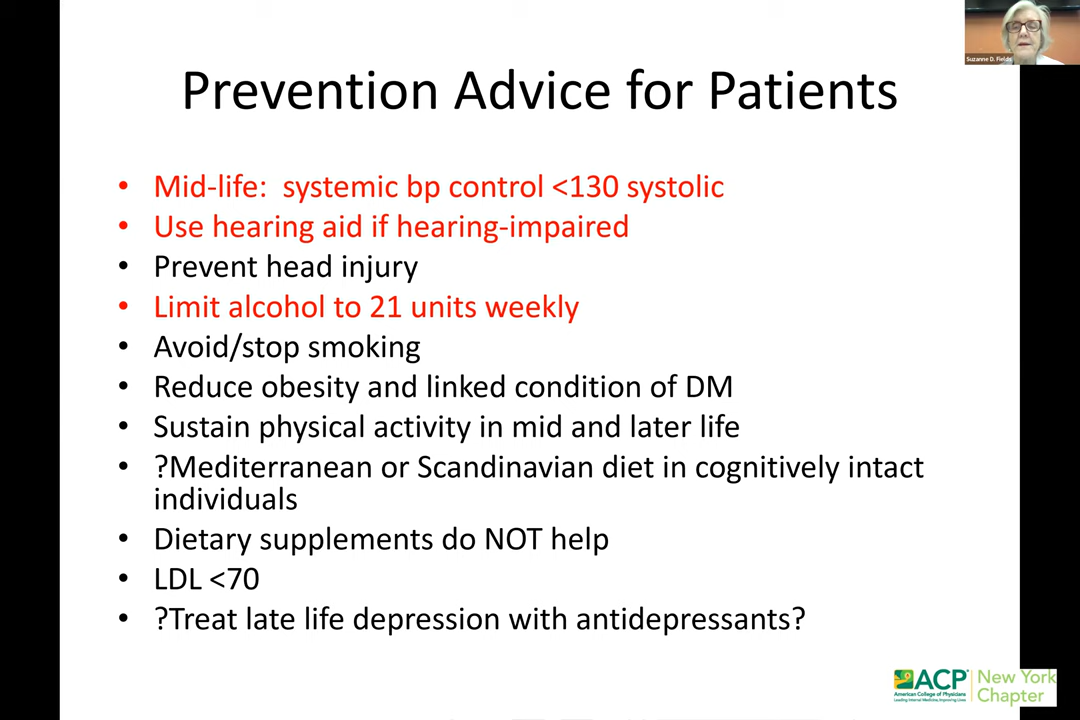 Suzanne D. Fields
Prevention Advice for Patients
• Mid-life: systemic bp control <130 systolic
• Use hearing aid if hearing-impaired
• Prevent head injury
• Limit alcohol to 21 units weekly
• Avoid/stop smoking
• Reduce obesity and linked condition of DM
• Sustain physical activity in mid and later life
• ?Mediterranean or Scandinavian diet in cognitively intact
individuals
• Dietary supplements do NOT help
• LDL <70
• ?Treat late life depression with antidepressants?
ACP
American College of Physicians
Leading Internal Medicine, Improving Lives
New York
Chapter